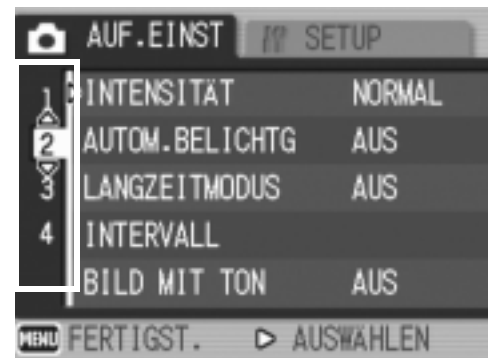 AUF.EINST SETUP
1 INTENSITÄT NORMAL
2 AUTOM.BELICHTG AUS
3 LANGZEITMODUS AUS
4 INTERVALL
BILD MIT TON AUS
MENU FERTIGST. AUSWÄHLEN